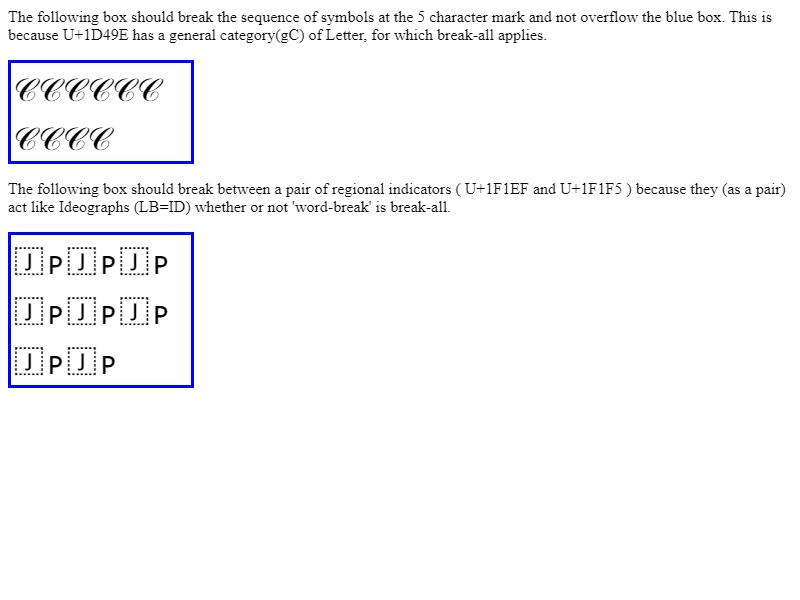 The following box should break the sequence of symbols at the 5 character mark and not overflow the blue box. This is
because U+1D49E has a general category(gC) of Letter, for which break-all applies.
𝒞𝒞𝒞𝒞𝒞𝒞
𝒞𝒞𝒞𝒞
The following box should break between a pair of regional indicators ( U+1F1EF and U+1F1F5 ) because they (as a pair)
act like Ideographs (LB=ID) whether or not 'word-break' is break-all.
🇯🇵🇯🇵🇯🇵
🇯🇵🇯🇵🇯🇵
🇯🇵🇯🇵